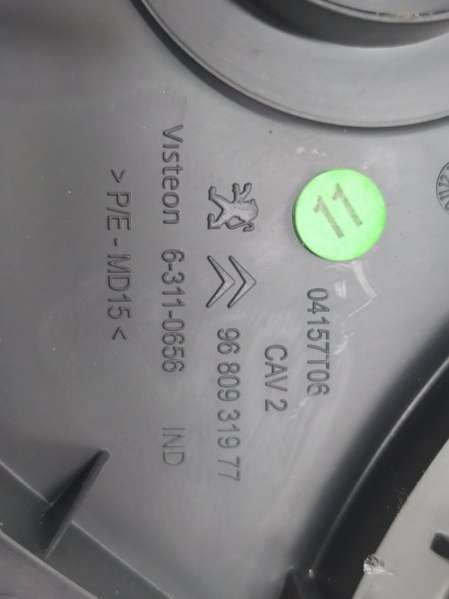 11
04157T06
CAV 2
96 809 319 77
Visteon 6-311-0656 IND
> P/E - MD15 <